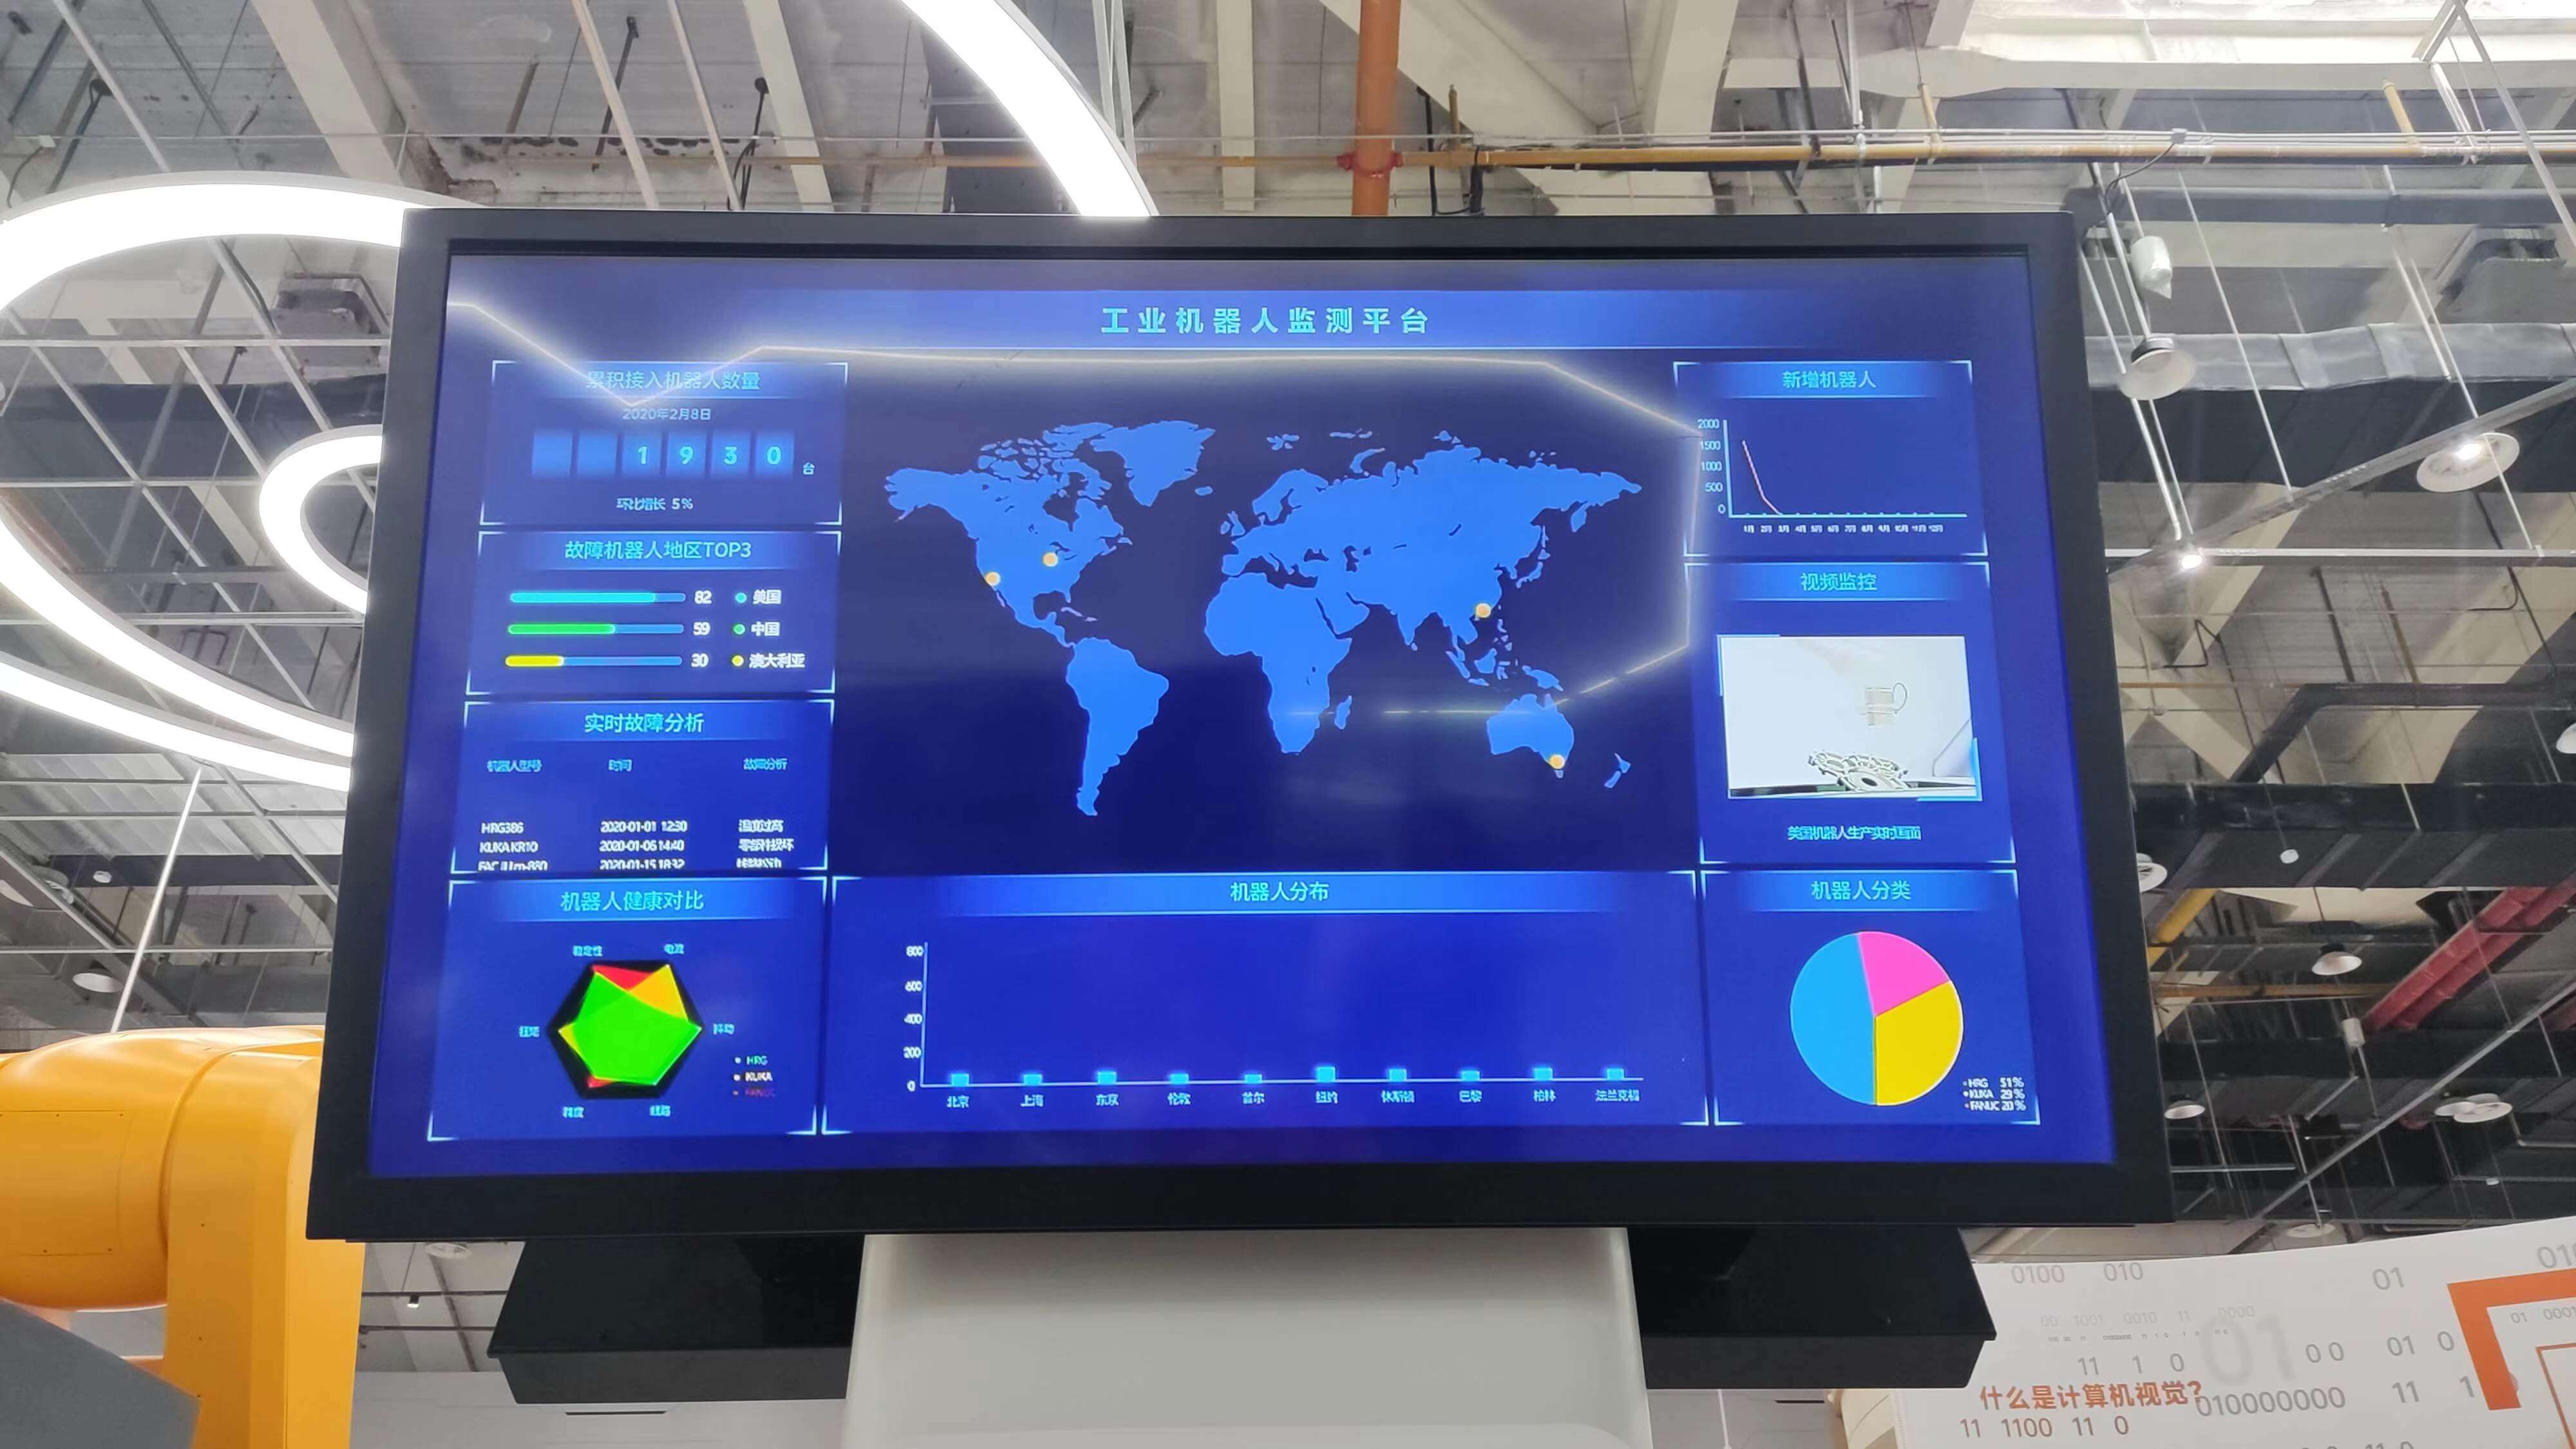 工业机器人监测平台
累积接入机器人数量
2020年2月8日
1 9 3 0 台
环比增长 5%
故障机器人地区TOP3
82 美国
59 中国
30 澳大利亚
实时故障分析
机器人型号 时间 故障分析
HRG386 2020-01-01 12:30 温度过高
KUKA KR10 2020-01-06 14:40 零部件损坏
2020-01-15 18:32
机器人健康对比
稳定性 电流
抖动
精度
HRG
KUKA
FANUC
机器人分布
800
600
400
200
0
北京 上海 东京 伦敦 首尔 纽约 休斯顿 巴黎 柏林 法兰克福
新增机器人
2000
1500
1000
500
0
1月 2月 3月 4月 5月 6月 7月 8月 9月 10月 11月 12月
视频监控
美国机器人生产实时画面
机器人分类
HRG 51%
KUKA 29%
FANUC 20%
0100 010 01
00 1001 0010 11 0000
01 00 01 0
11 1 0
什么是计算机视觉?
010000000 11 1
11 1100 11 0